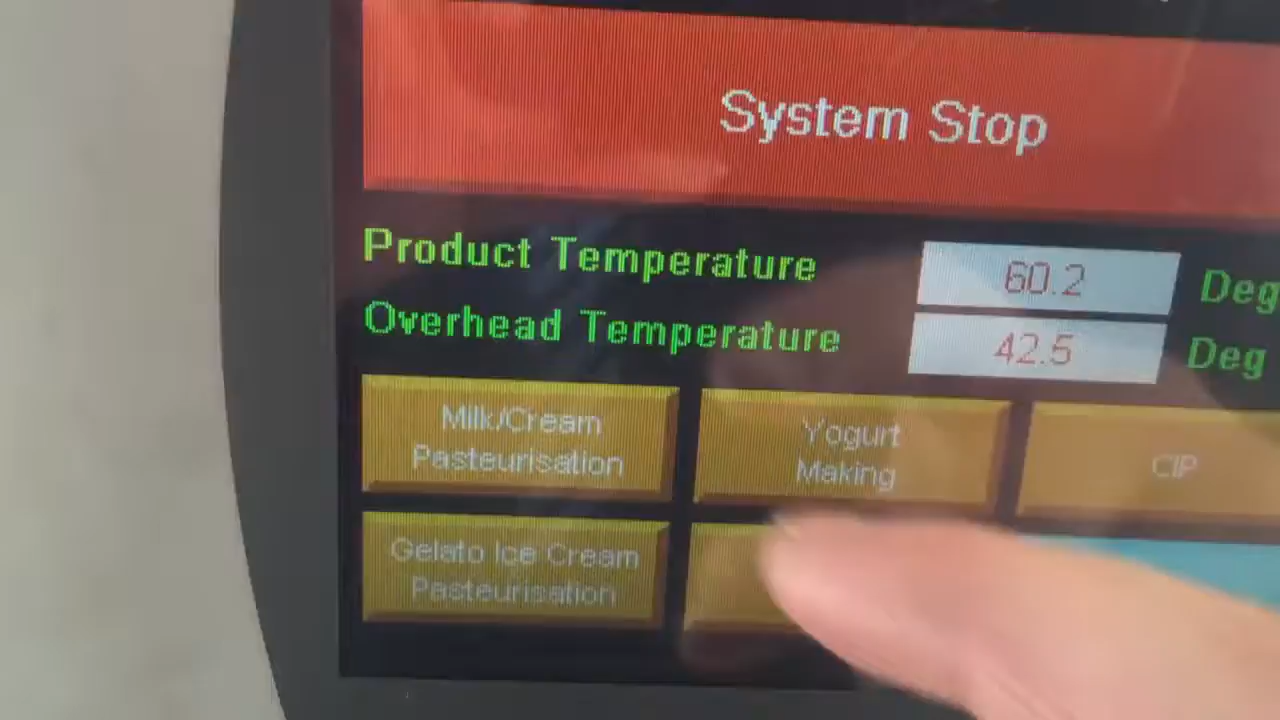 System Stop
Product Temperature 60.2 Deg
Overhead Temperature 42.5 Deg
Milk/Cream
Pasteurisation
Yogurt
Making
CIP
Gelato Ice Cream
Pasteurisation